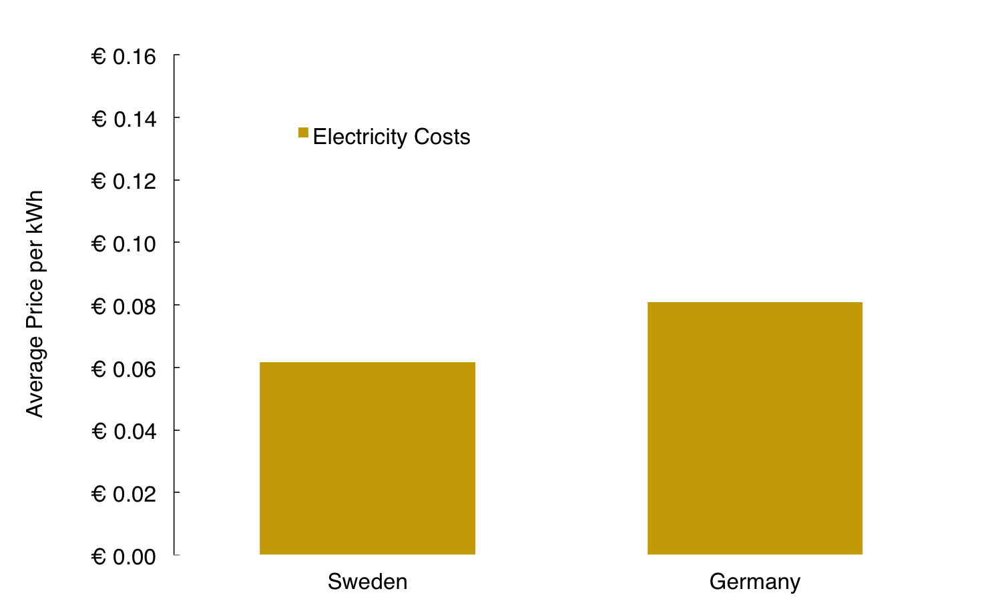 € 0.16
€ 0.14
Electricity Costs
€ 0.12
€ 0.10
€ 0.08
€ 0.06
€ 0.04
€ 0.02
€ 0.00
Average Price per kWh
Sweden
Germany